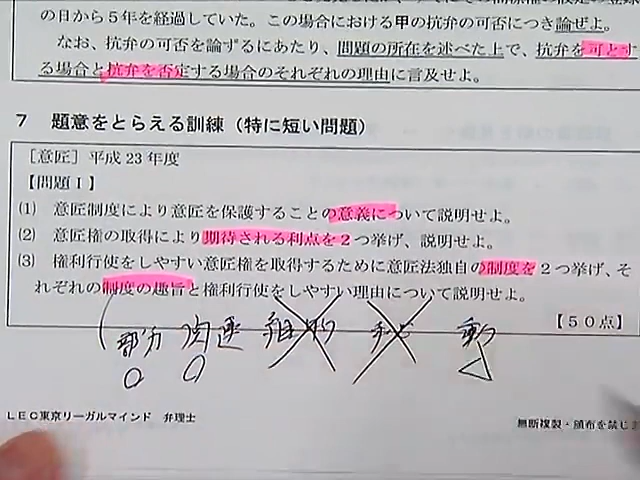 の日から5年を経過していた。この場合における甲の抗弁の可否につき論ぜよ。
なお、抗弁の可否を論ずるにあたり、問題の所在を述べた上で、抗弁を可とす
る場合と抗弁を否定する場合のそれぞれの理由に言及せよ。
7 題意をとらえる訓練(特に短い問題)
[意匠]平成23年度
【問題Ⅰ】
(1) 意匠制度により意匠を保護することの意義について説明せよ。
(2) 意匠権の取得により期待される利点を2つ挙げ、説明せよ。
(3) 権利行使をしやすい意匠権を取得するために意匠法独自の制度を2つ挙げ、そ
れぞれの制度の趣旨と権利行使をしやすい理由について説明せよ。
【50点】
部分 関連 動
LEC東京リーガルマインド 弁理士
無断複製・頒布を禁じま